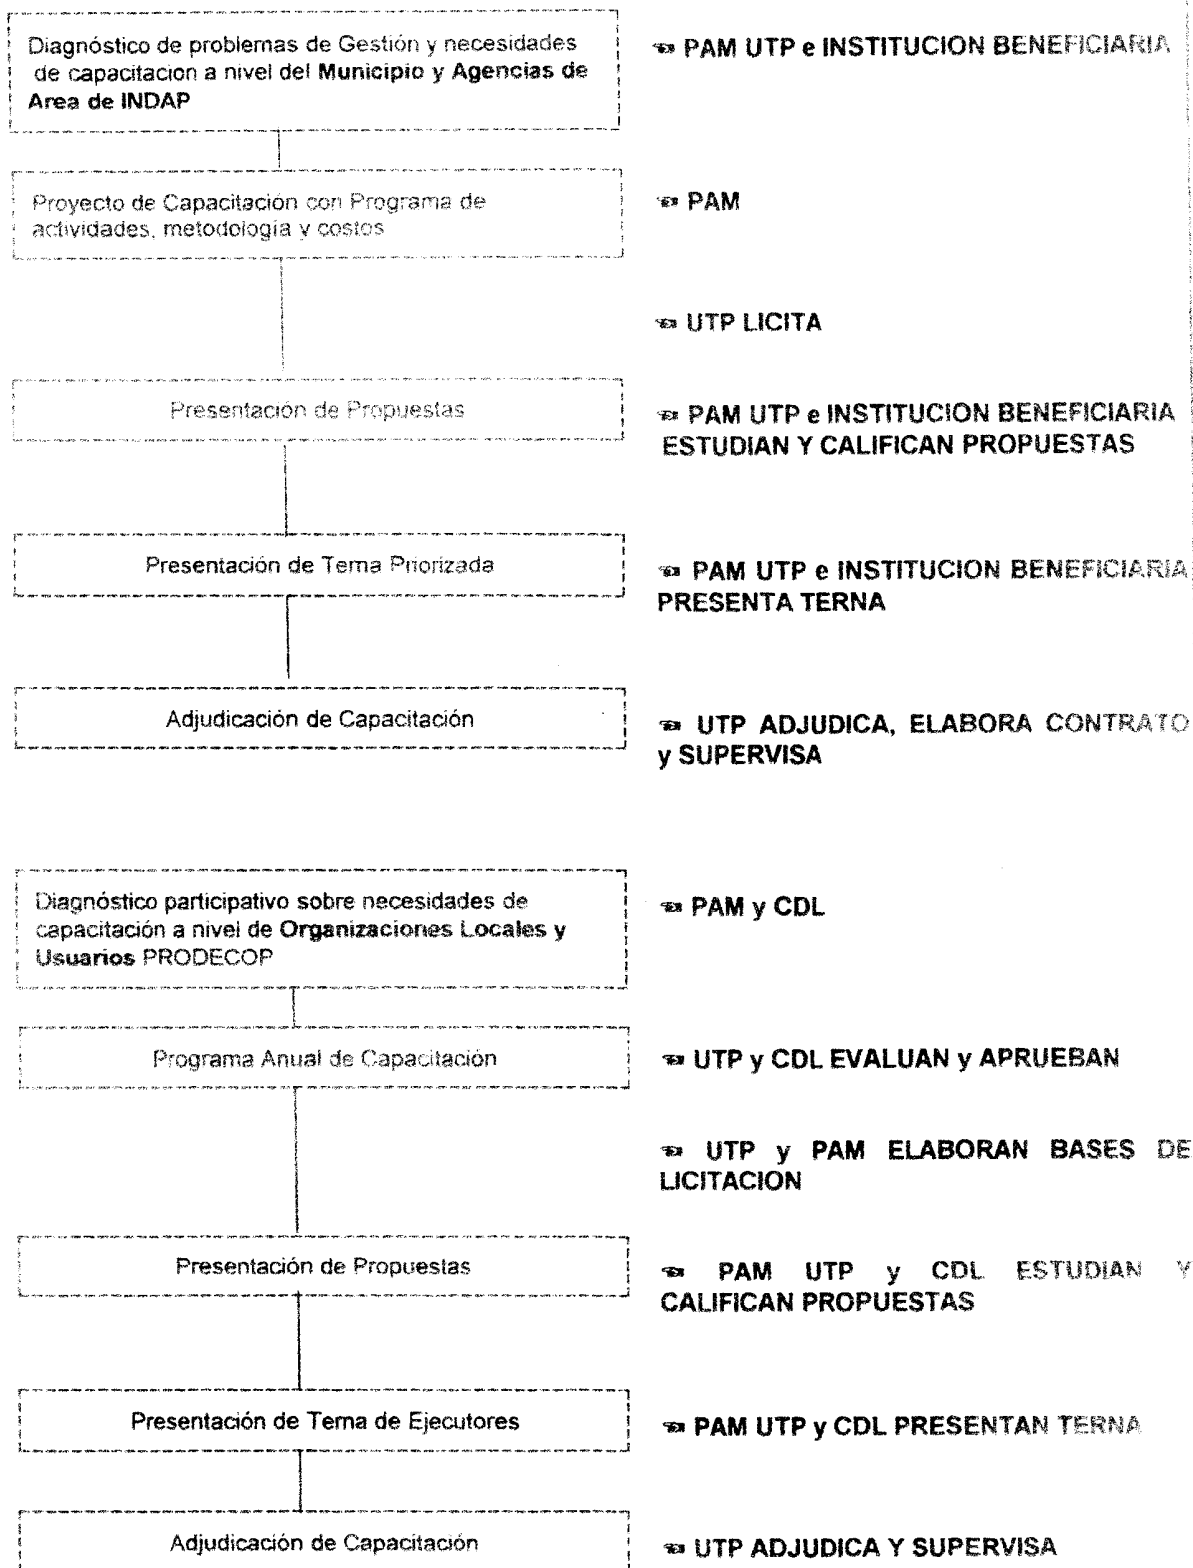 Diagnóstico de problemas de Gestión y necesidades
de capacitacion a nivel del Municipio y Agencias de
Area de INDAP
☜ PAM UTP e INSTITUCION BENEFICIARIA
Proyecto de Capacitación con Programa de
actividades, metodología y costos
☜ PAM
☜ UTP LICITA
Presentación de Propuestas
☜ PAM UTP e INSTITUCION BENEFICIARIA
ESTUDIAN Y CALIFICAN PROPUESTAS
Presentación de Terna Priorizada
☜ PAM UTP e INSTITUCION BENEFICIARIA
PRESENTA TERNA
Adjudicación de Capacitación
☜ UTP ADJUDICA, ELABORA CONTRATO
y SUPERVISA
Diagnóstico participativo sobre necesidades de
capacitación a nivel de Organizaciones Locales y
Usuarios PRODECOP
☜ PAM y CDL
Programa Anual de Capacitación
☜ UTP y CDL EVALUAN y APRUEBAN
☜ UTP y PAM ELABORAN BASES DE
LICITACION
Presentación de Propuestas
☜ PAM UTP y CDL ESTUDIAN Y
CALIFICAN PROPUESTAS
Presentación de Terna de Ejecutores
☜ PAM UTP y CDL PRESENTAN TERNA
Adjudicación de Capacitación
☜ UTP ADJUDICA Y SUPERVISA